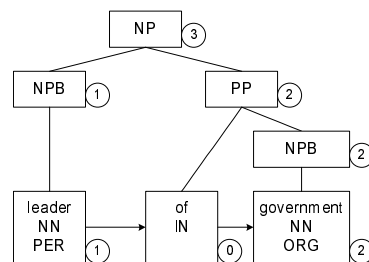 NP
3
NPB
1
PP
2
NPB
2
leader
NN
PER
1
of
IN
0
government
NN
ORG
2